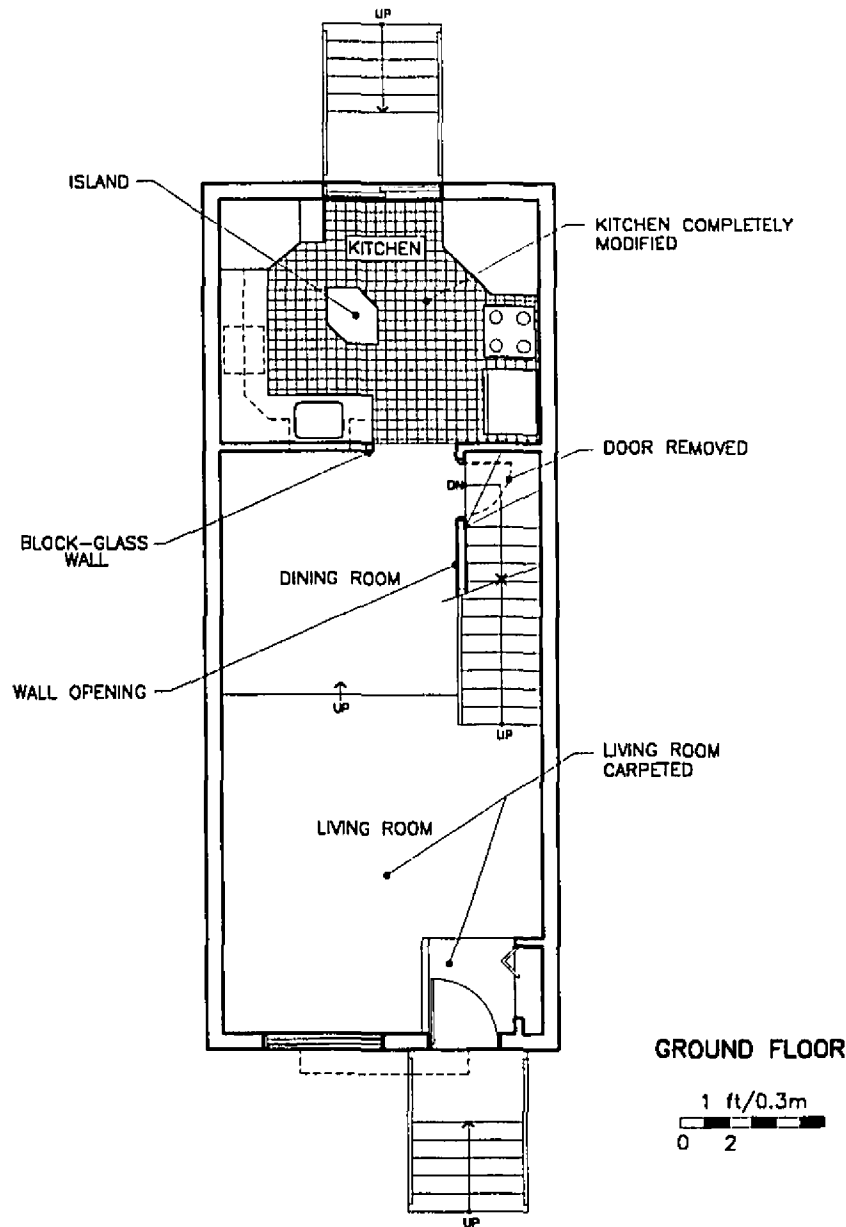 UP
ISLAND
KITCHEN
KITCHEN COMPLETELY
MODIFIED
DOOR REMOVED
DN
BLOCK-GLASS
WALL
DINING ROOM
WALL OPENING
UP
UP
LIVING ROOM
CARPETED
LIVING ROOM
GROUND FLOOR
1 ft/0.3m
0 2
UP